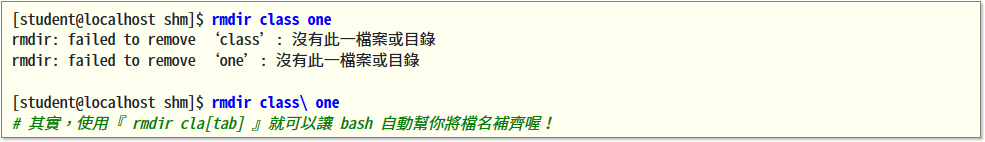 [student@localhost shm]$ rmdir class one
rmdir: failed to remove ‘class’: 沒有此一檔案或目錄
rmdir: failed to remove ‘one’: 沒有此一檔案或目錄
[student@localhost shm]$ rmdir class\ one
# 其實，使用『 rmdir cla[tab] 』就可以讓 bash 自動幫你將檔名補齊喔！